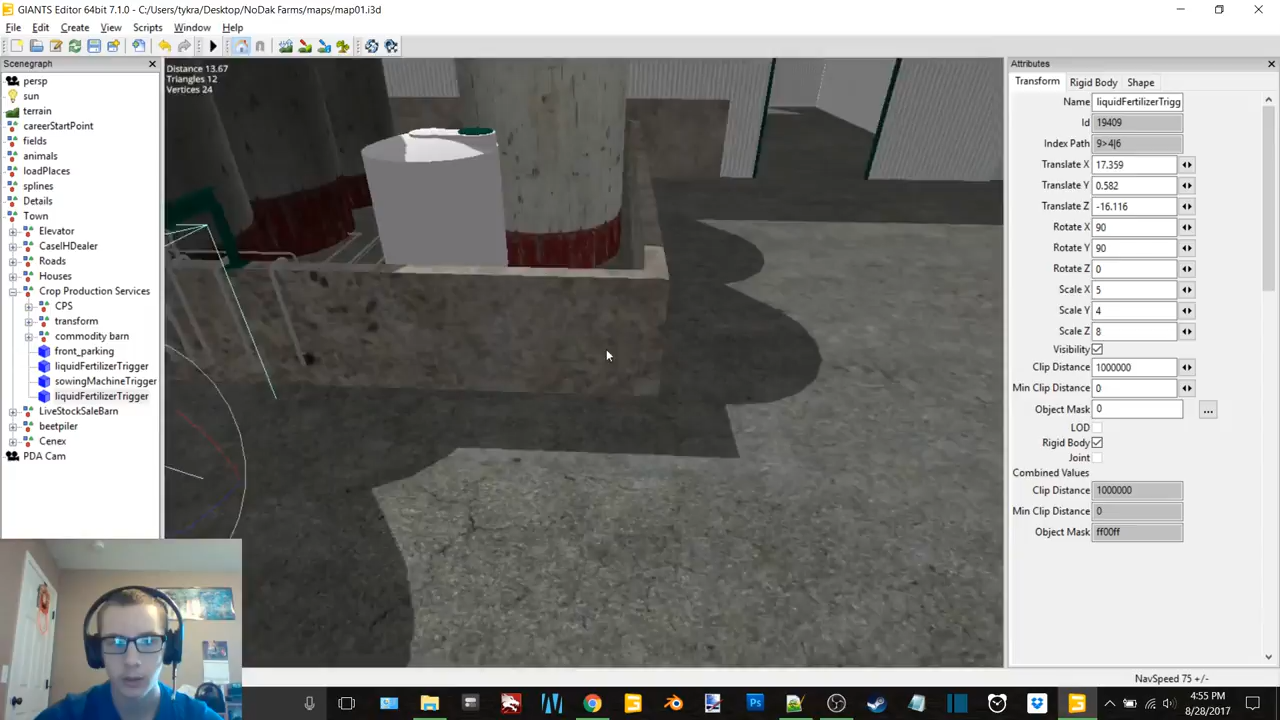 GIANTS Editor 64bit 7.1.0 - C:/Users/tykra/Desktop/NoDak Farms/maps/map01.i3d
File Edit Create View Scripts Window Help
Scenegraph
persp
sun
terrain
careerStartPoint
fields
animals
loadPlaces
splines
Details
Town
Elevator
CaseIHDealer
Roads
Houses
Crop Production Services
CPS
transform
commodity barn
front_parking
liquidFertilizerTrigger
sowingMachineTrigger
liquidFertilizerTrigger
LiveStockSaleBarn
beetpiler
Cenex
PDA Cam
Distance 13.67
Triangles 12
Vertices 24
Attributes
Transform Rigid Body Shape
Name liquidFertilizerTrigg
Id 19409
Index Path 9>4|6
Translate X 17.359
Translate Y 0.582
Translate Z -16.116
Rotate X 90
Rotate Y 90
Rotate Z 0
Scale X 5
Scale Y 4
Scale Z 8
Visibility
Clip Distance 1000000
Min Clip Distance 0
Object Mask 0 ...
LOD
Rigid Body
Joint
Combined Values
Clip Distance 1000000
Min Clip Distance 0
Object Mask ff00ff
NavSpeed 75 +/-
4:55 PM
8/28/2017